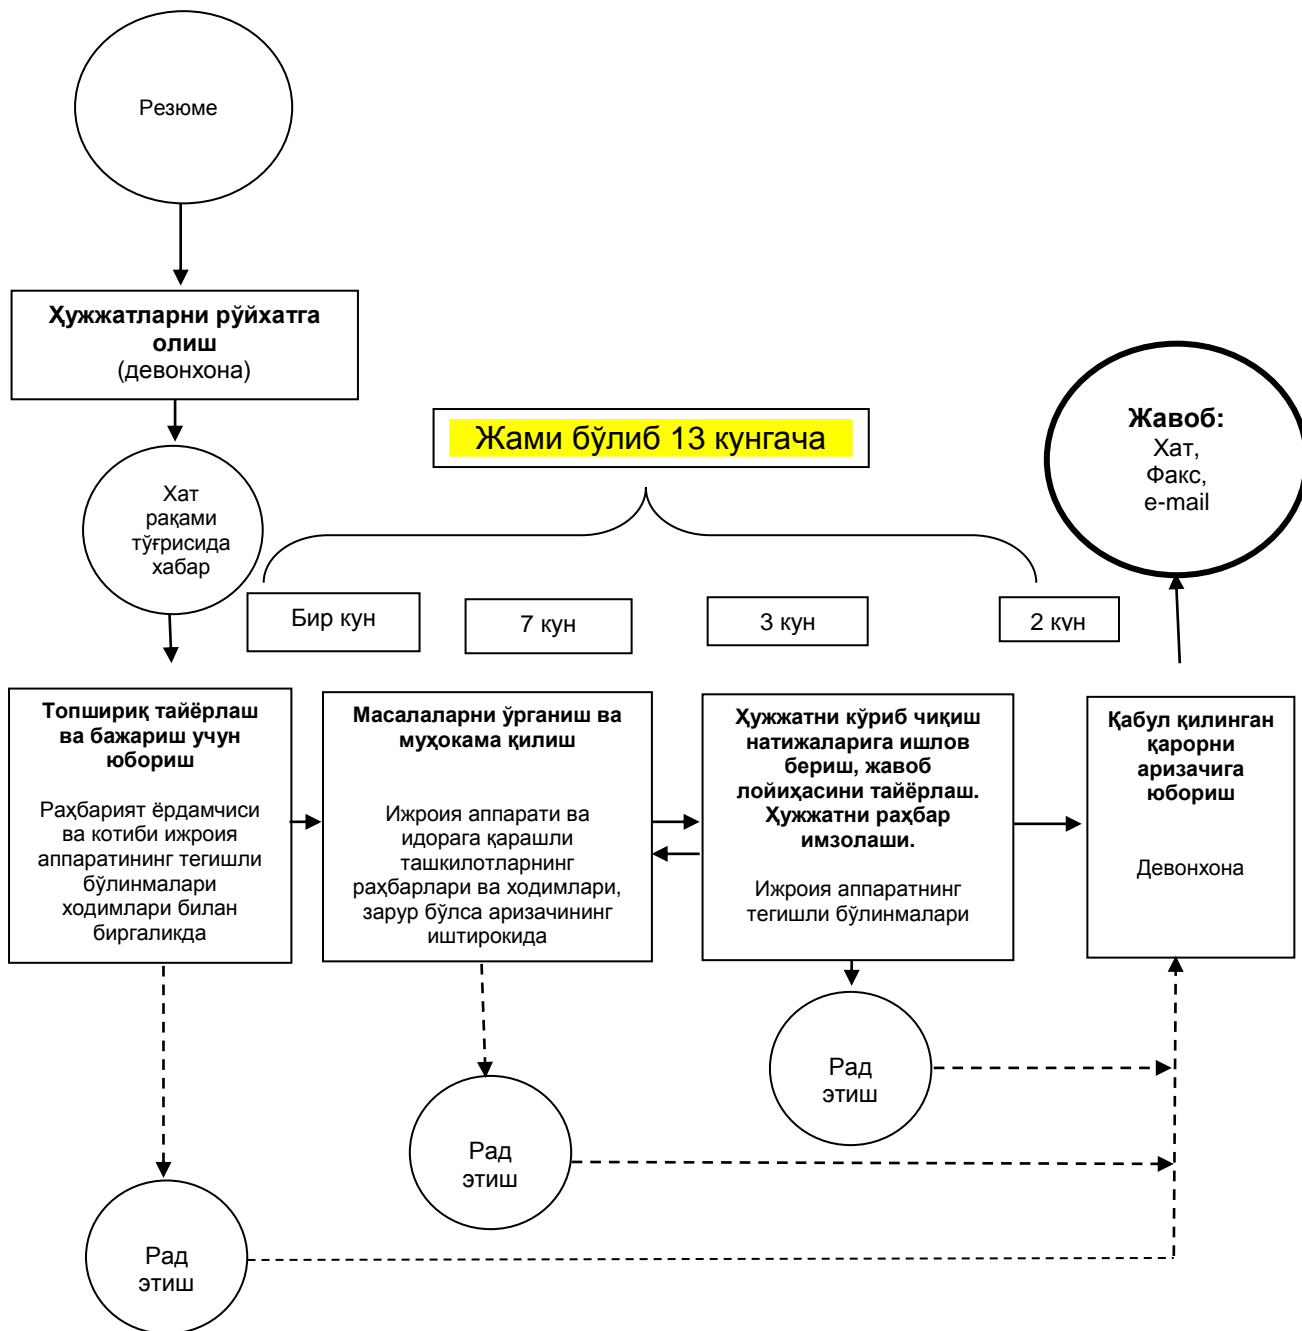 Резюме
Ҳужжатларни рўйхатга
олиш
(девонхона)
Жами бўлиб 13 кунгача
Жавоб:
Хат,
Факс,
e-mail
Хат
рақами
тўғрисида
хабар
Бир кун
7 кун
3 кун
2 кун
Топшириқ тайёрлаш
ва бажариш учун
юбориш
Раҳбарият ёрдамчиси
ва котиби ижроия
аппаратининг тегишли
бўлинмалари
ходимлари билан
биргаликда
Масалаларни ўрганиш ва
муҳокама қилиш
Ижроия аппарати ва
идорага қарашли
ташкилотларнинг
раҳбарлари ва ходимлари,
зарур бўлса аризачининг
иштирокида
Ҳужжатни кўриб чиқиш
натижаларига ишлов
бериш, жавоб
лойиҳасини тайёрлаш.
Ҳужжатни раҳбар
имзолаши.
Ижроия аппаратнинг
тегишли бўлинмалари
Қабул қилинган
қарорни
аризачига
юбориш
Девонхона
Рад
этиш
Рад
этиш
Рад
этиш